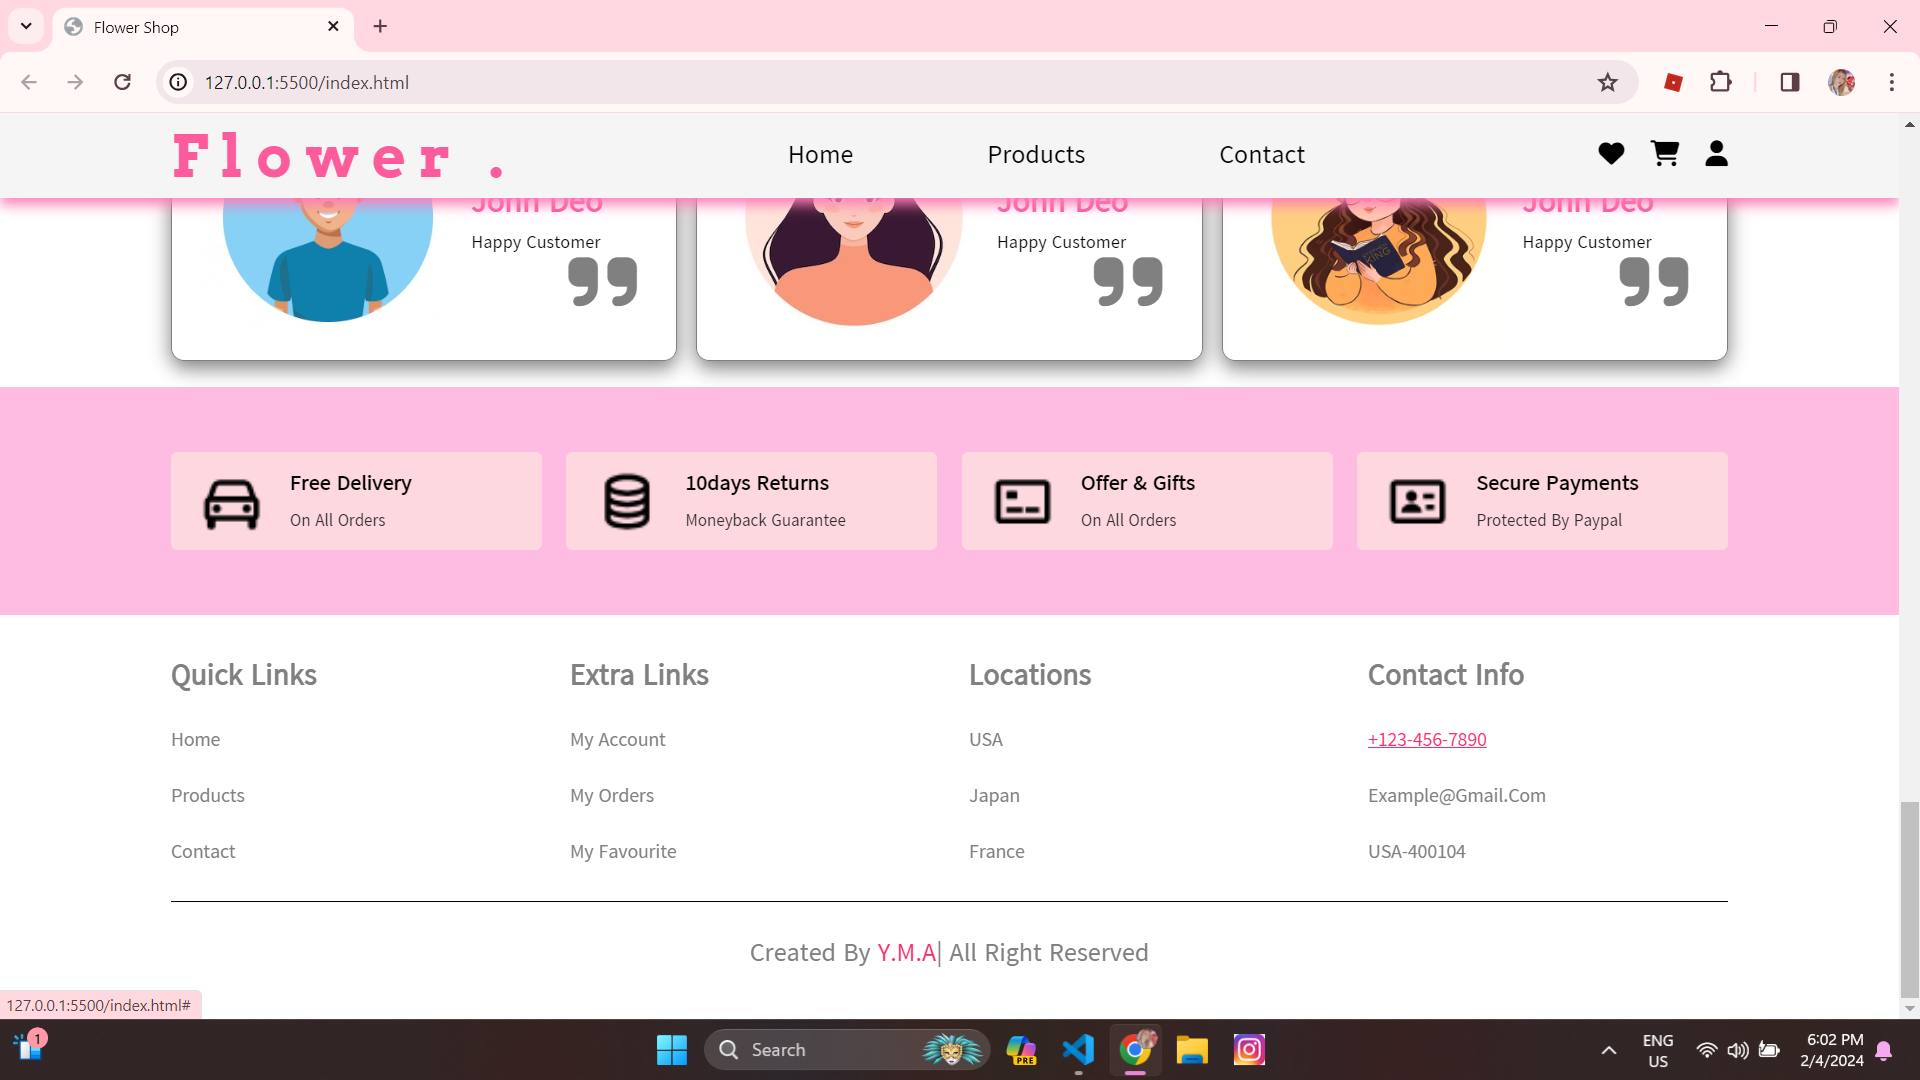 Flower Shop
127.0.0.1:5500/index.html
Flower .
Home Products Contact
John Deo John Deo John Deo
Happy Customer Happy Customer Happy Customer
Free Delivery 10days Returns Offer & Gifts Secure Payments
On All Orders Moneyback Guarantee On All Orders Protected By Paypal
Quick Links Extra Links Locations Contact Info
Home My Account USA +123-456-7890
Products My Orders Japan Example@Gmail.Com
Contact My Favourite France USA-400104
Created By Y.M.A| All Right Reserved
127.0.0.1:5500/index.html#
1
Search
PRE
ENG
US
6:02 PM
2/4/2024